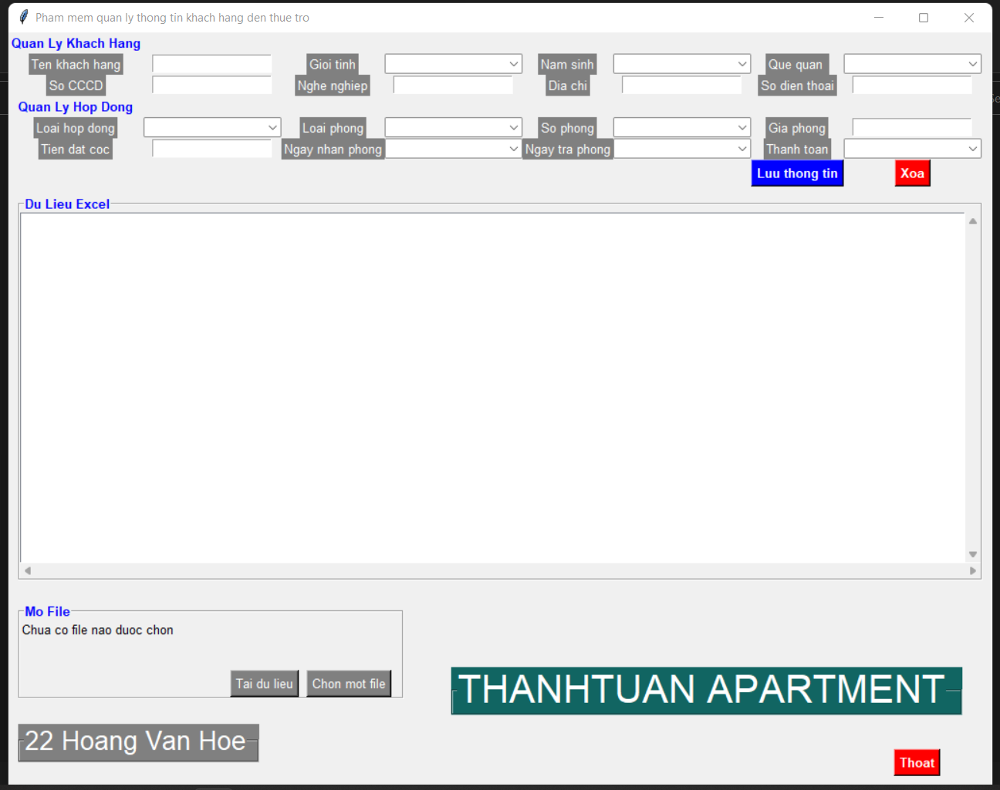 Pham mem quan ly thong tin khach hang den thue tro
Quan Ly Khach Hang
Ten khach hang Gioi tinh Nam sinh Que quan
So CCCD Nghe nghiep Dia chi So dien thoai
Quan Ly Hop Dong
Loai hop dong Loai phong So phong Gia phong
Tien dat coc Ngay nhan phong Ngay tra phong Thanh toan
Luu thong tin Xoa
Du Lieu Excel
Mo File
Chua co file nao duoc chon
Tai du lieu Chon mot file
THANHTUAN APARTMENT
22 Hoang Van Hoe
Thoat